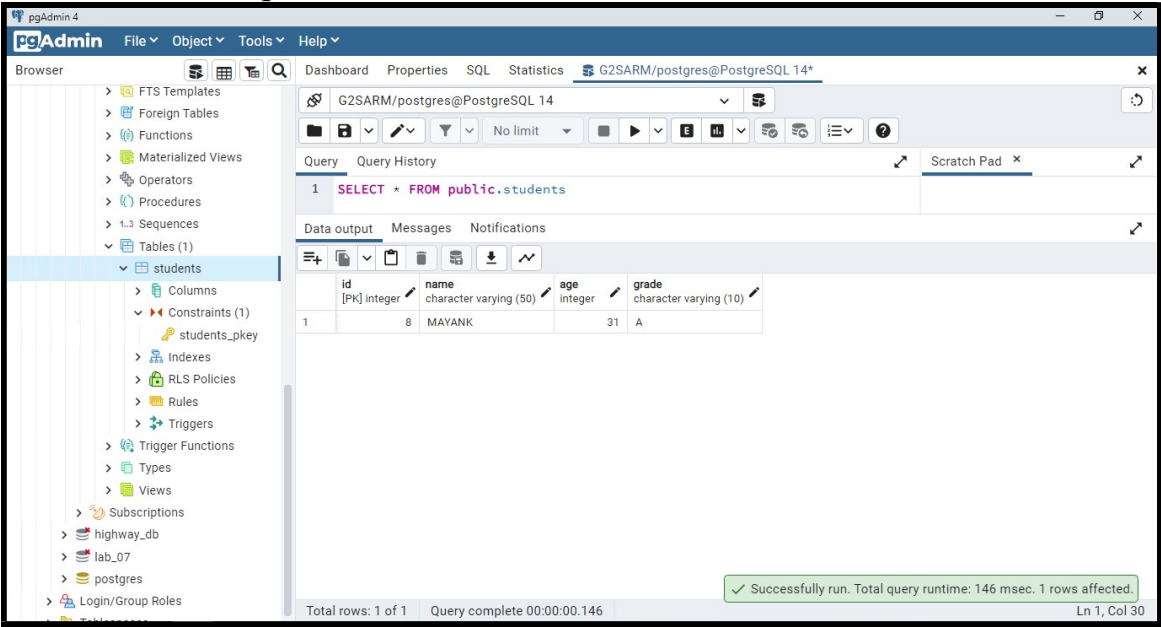 pgAdmin 4
pgAdmin File Object Tools Help
Browser
FTS Templates
Foreign Tables
Functions
Materialized Views
Operators
Procedures
1..3 Sequences
Tables (1)
students
Columns
Constraints (1)
students_pkey
Indexes
RLS Policies
Rules
Triggers
Trigger Functions
Types
Views
Subscriptions
highway_db
lab_07
postgres
Login/Group Roles
Dashboard Properties SQL Statistics G2SARM/postgres@PostgreSQL 14*
G2SARM/postgres@PostgreSQL 14
No limit
E
Query Query History
Scratch Pad
1 SELECT * FROM public.students
Data output Messages Notifications
id name age grade
[PK] integer character varying (50) integer character varying (10)
1 8 MAYANK 31 A
Successfully run. Total query runtime: 146 msec. 1 rows affected.
Total rows: 1 of 1 Query complete 00:00:00.146 Ln 1, Col 30